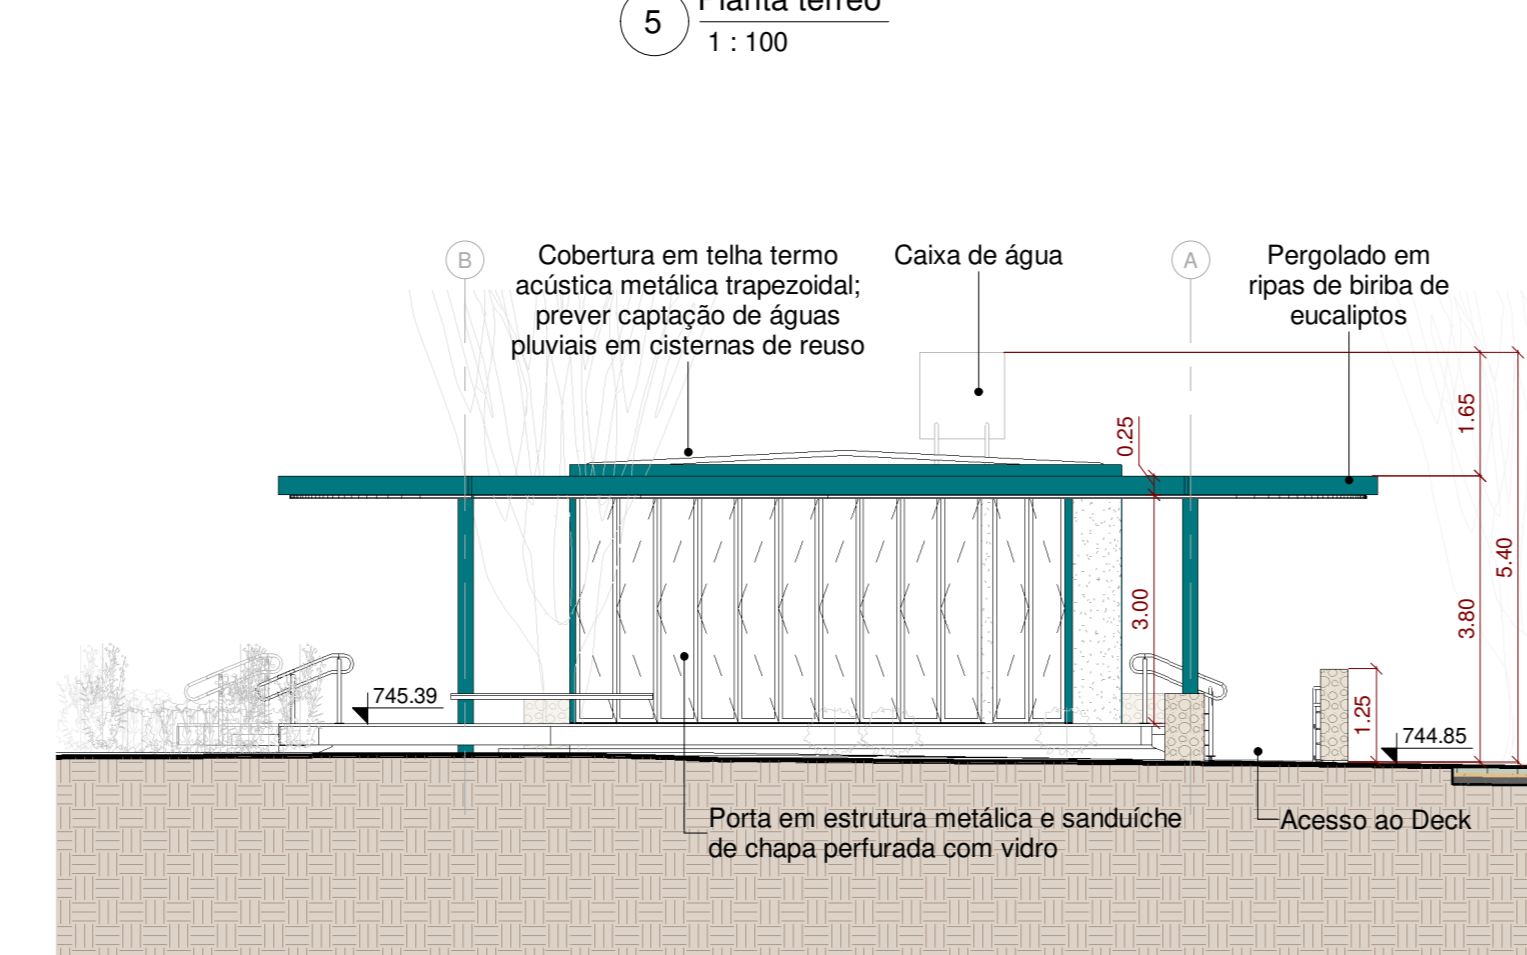 5
Planta térreo
1 : 100
B
Cobertura em telha termo
acústica metálica trapezoidal;
prever captação de águas
pluviais em cisternas de reuso
Caixa de água
A
Pergolado em
ripas de biriba de
eucaliptos
0.25
1.65
5.40
3.00
3.80
1.25
745.39
744.85
Porta em estrutura metálica e sanduíche
de chapa perfurada com vidro
Acesso ao Deck